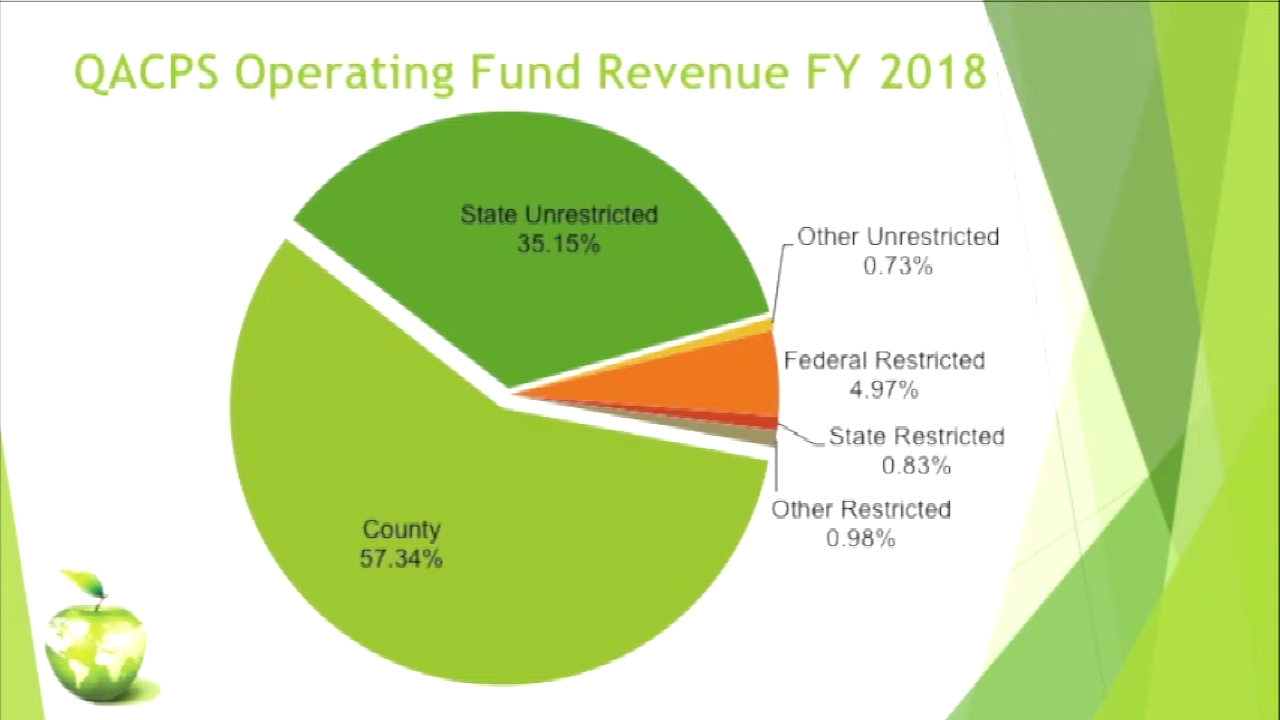 QACPS Operating Fund Revenue FY 2018
State Unrestricted
35.15%
Other Unrestricted
0.73%
Federal Restricted
4.97%
State Restricted
0.83%
Other Restricted
0.98%
County
57.34%